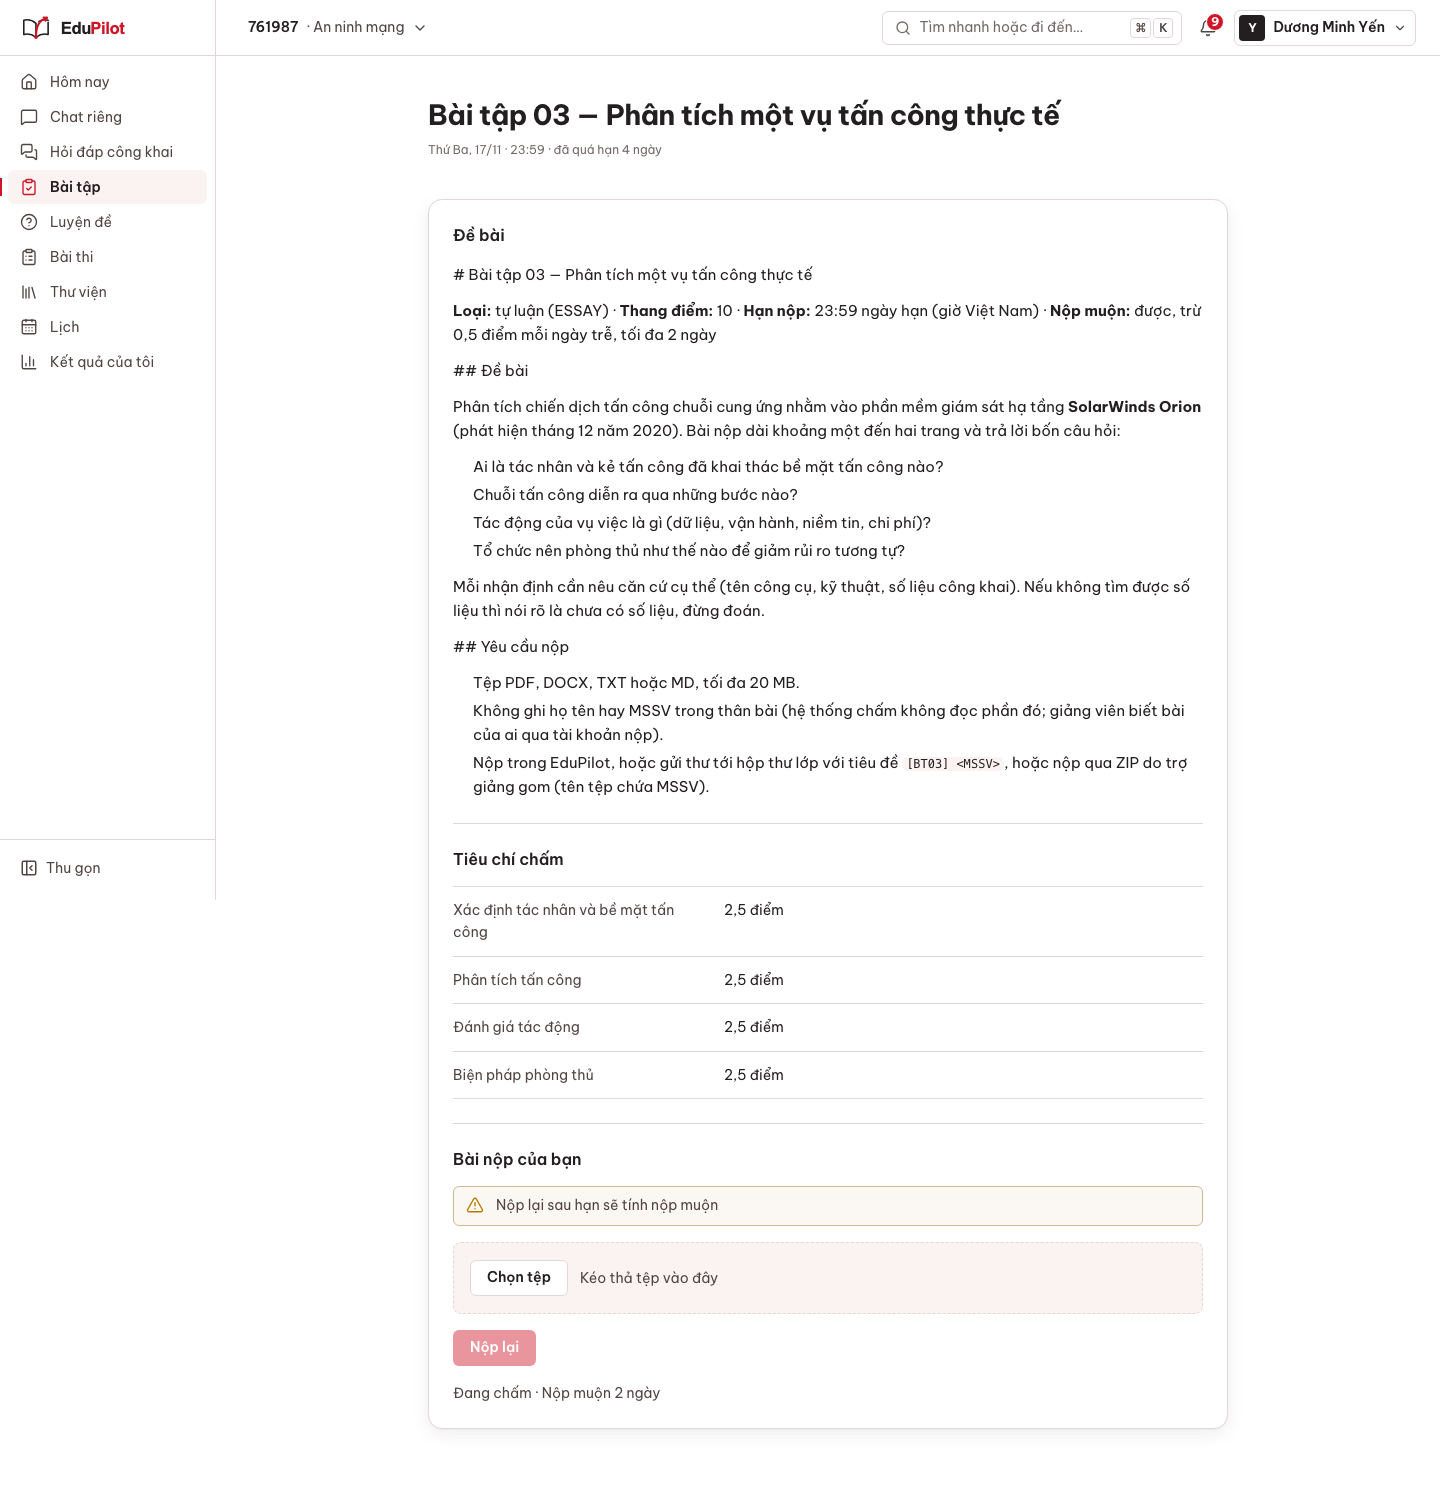 EduPilot
761987 · An ninh mạng
Tìm nhanh hoặc đi đến...
⌘ K
9
Y
Dương Minh Yến
Hôm nay
Chat riêng
Hỏi đáp công khai
Bài tập
Luyện đề
Bài thi
Thư viện
Lịch
Kết quả của tôi
Thu gọn
Bài tập 03 — Phân tích một vụ tấn công thực tế
Thứ Ba, 17/11 · 23:59 · đã quá hạn 4 ngày
Đề bài
# Bài tập 03 — Phân tích một vụ tấn công thực tế
Loại: tự luận (ESSAY) · Thang điểm: 10 · Hạn nộp: 23:59 ngày hạn (giờ Việt Nam) · Nộp muộn: được, trừ
0,5 điểm mỗi ngày trễ, tối đa 2 ngày
## Đề bài
Phân tích chiến dịch tấn công chuỗi cung ứng nhằm vào phần mềm giám sát hạ tầng SolarWinds Orion
(phát hiện tháng 12 năm 2020). Bài nộp dài khoảng một đến hai trang và trả lời bốn câu hỏi:
Ai là tác nhân và kẻ tấn công đã khai thác bề mặt tấn công nào?
Chuỗi tấn công diễn ra qua những bước nào?
Tác động của vụ việc là gì (dữ liệu, vận hành, niềm tin, chi phí)?
Tổ chức nên phòng thủ như thế nào để giảm rủi ro tương tự?
Mỗi nhận định cần nêu căn cứ cụ thể (tên công cụ, kỹ thuật, số liệu công khai). Nếu không tìm được số
liệu thì nói rõ là chưa có số liệu, đừng đoán.
## Yêu cầu nộp
Tệp PDF, DOCX, TXT hoặc MD, tối đa 20 MB.
Không ghi họ tên hay MSSV trong thân bài (hệ thống chấm không đọc phần đó; giảng viên biết bài
của ai qua tài khoản nộp).
Nộp trong EduPilot, hoặc gửi thư tới hộp thư lớp với tiêu đề [BT03] <MSSV>, hoặc nộp qua ZIP do trợ
giảng gom (tên tệp chứa MSSV).
Tiêu chí chấm
Xác định tác nhân và bề mặt tấn
công
2,5 điểm
Phân tích tấn công 2,5 điểm
Đánh giá tác động 2,5 điểm
Biện pháp phòng thủ 2,5 điểm
Bài nộp của bạn
Nộp lại sau hạn sẽ tính nộp muộn
Chọn tệp Kéo thả tệp vào đây
Nộp lại
Đang chấm · Nộp muộn 2 ngày